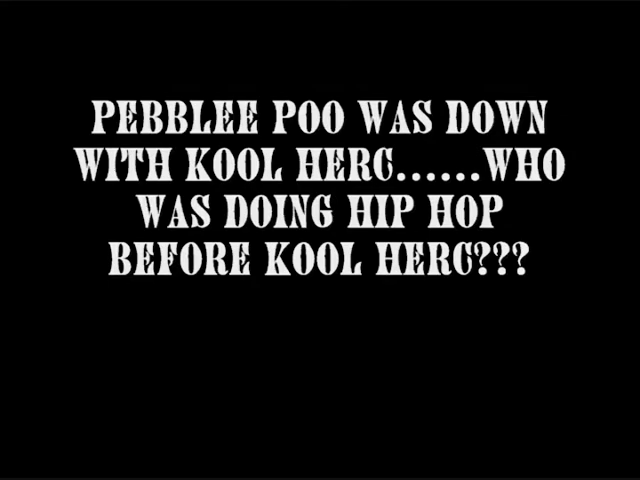 PEBBLEE POO WAS DOWN
WITH KOOL HERC......WHO
WAS DOING HIP HOP
BEFORE KOOL HERC???